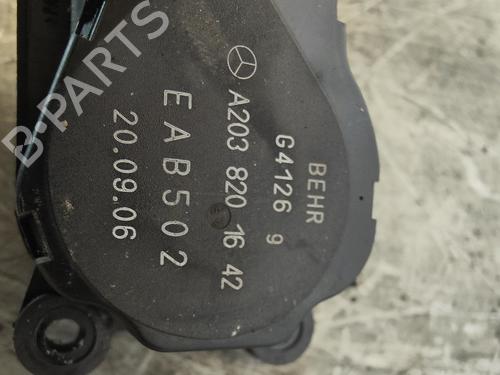 BEHR
G4126 9
A203 820 16 42
EAB502
20.09.06
B-PARTS